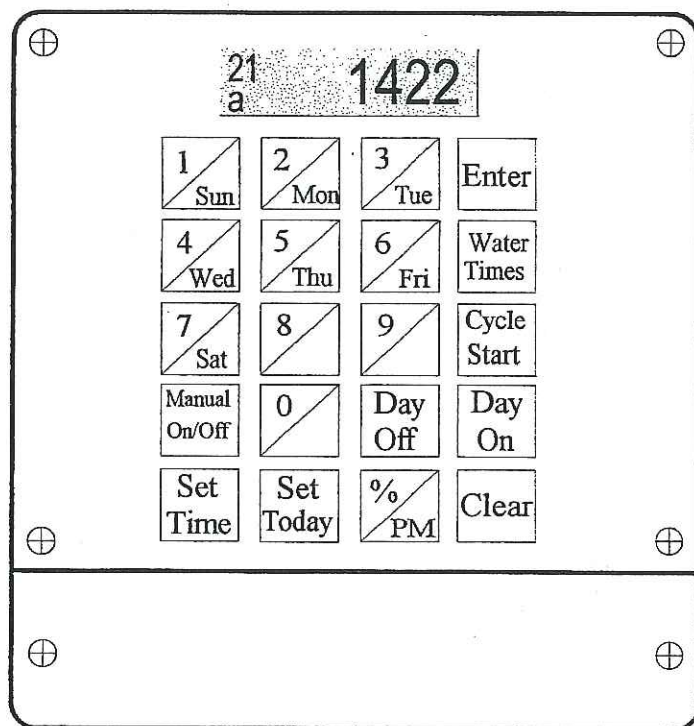 21 1422
a
1 2 3 Enter
Sun Mon Tue
4 5 6 Water
Wed Thu Fri Times
7 8 9 Cycle
Sat Start
Manual 0 Day Day
On/Off Off On
Set Set % Clear
Time Today PM